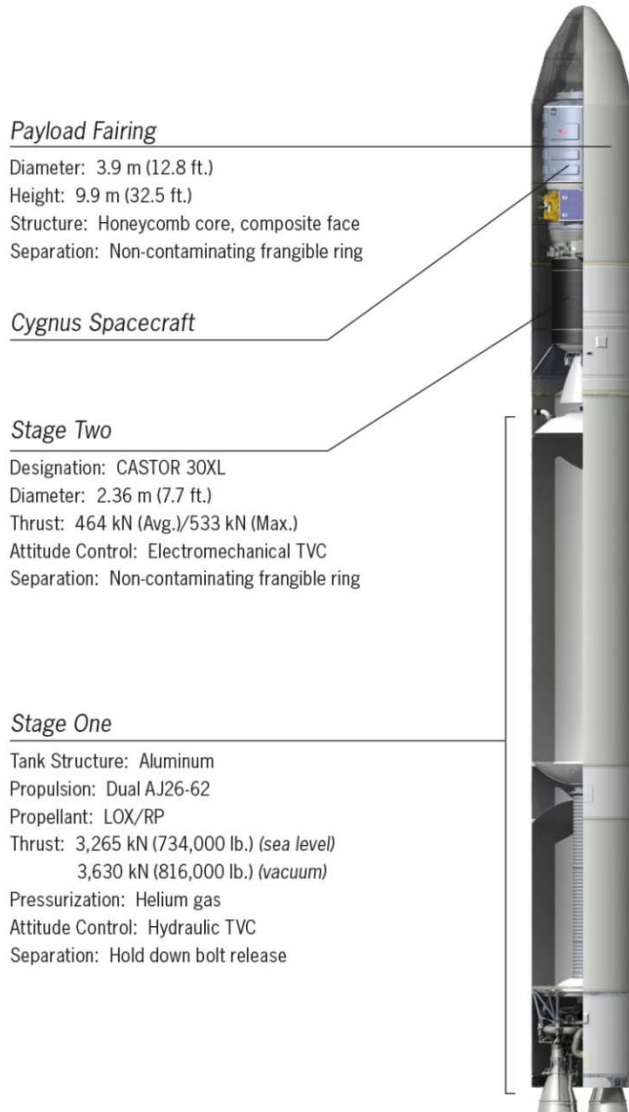 Payload Fairing
Diameter: 3.9 m (12.8 ft.)
Height: 9.9 m (32.5 ft.)
Structure: Honeycomb core, composite face
Separation: Non-contaminating frangible ring
Cygnus Spacecraft
Stage Two
Designation: CASTOR 30XL
Diameter: 2.36 m (7.7 ft.)
Thrust: 464 kN (Avg.)/533 kN (Max.)
Attitude Control: Electromechanical TVC
Separation: Non-contaminating frangible ring
Stage One
Tank Structure: Aluminum
Propulsion: Dual AJ26-62
Propellant: LOX/RP
Thrust: 3,265 kN (734,000 lb.) (sea level)
3,630 kN (816,000 lb.) (vacuum)
Pressurization: Helium gas
Attitude Control: Hydraulic TVC
Separation: Hold down bolt release